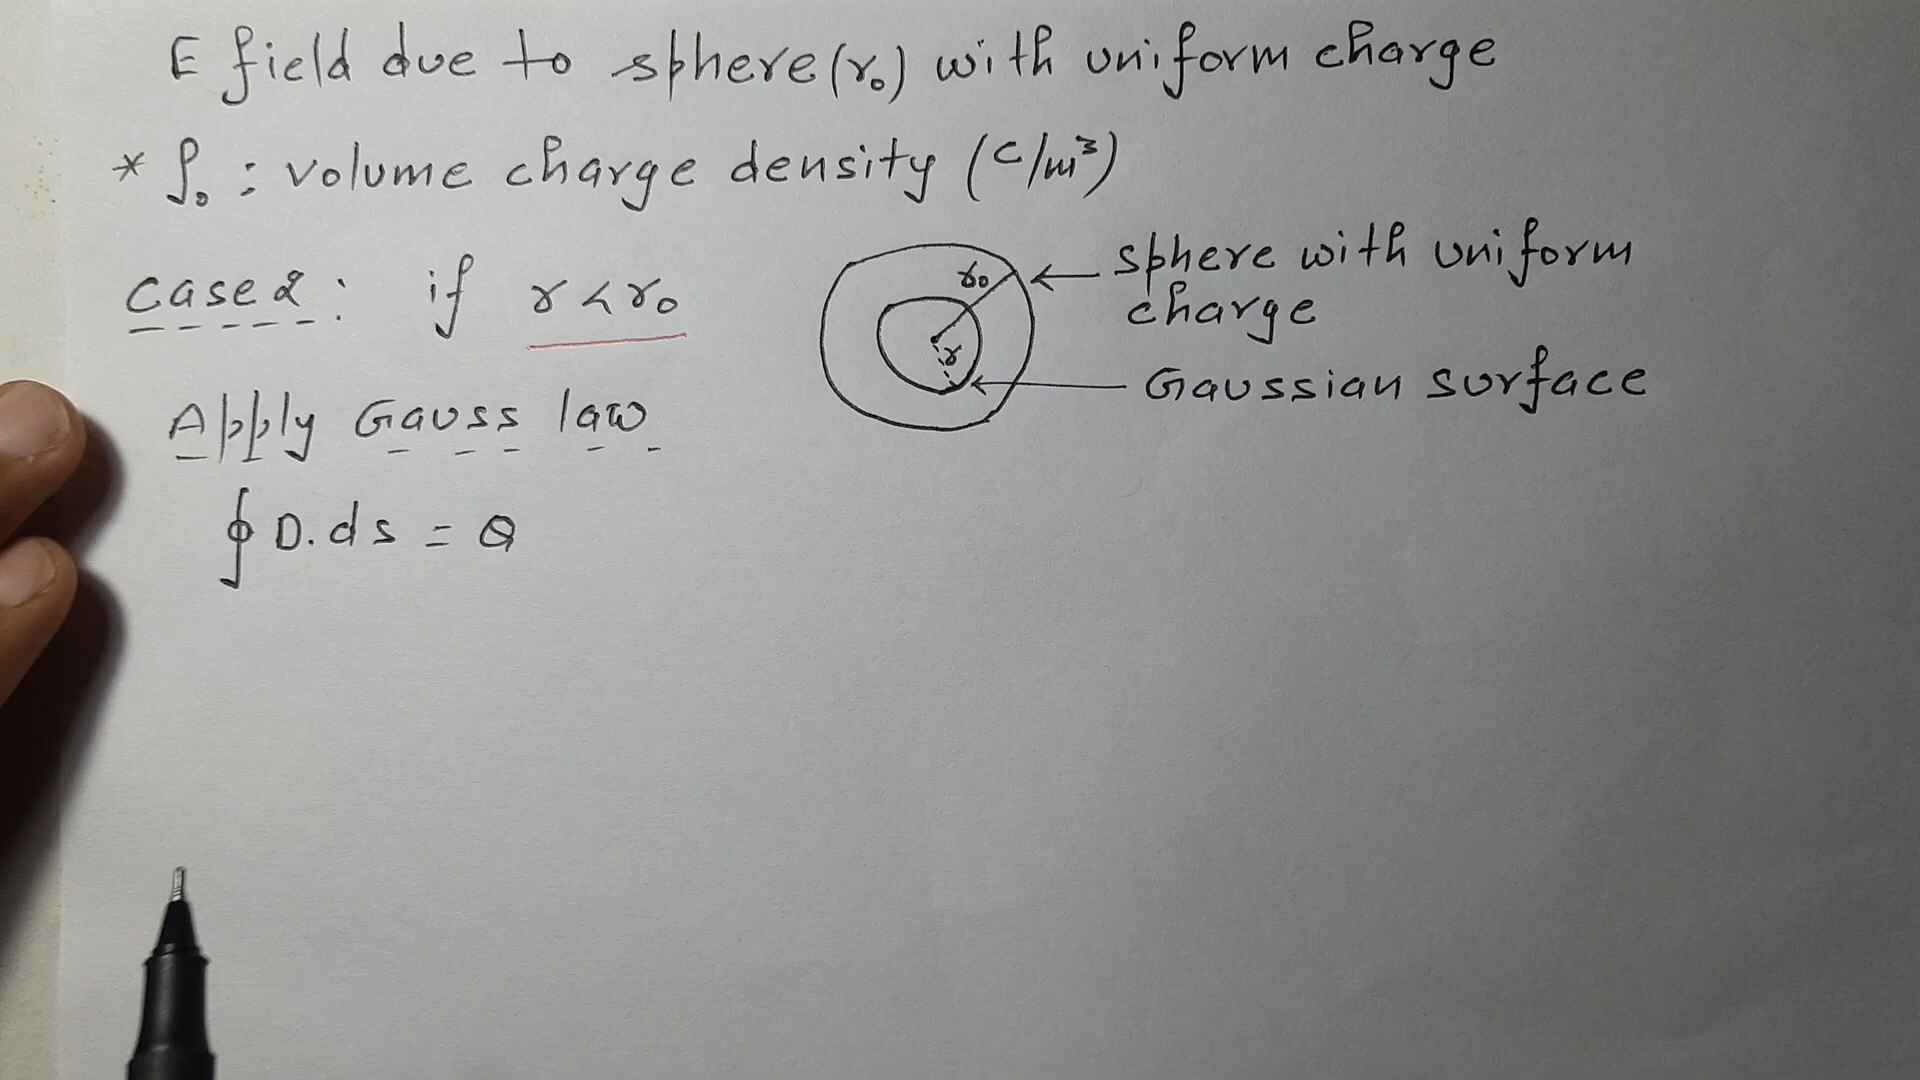 E field due to sphere(r₀) with uniform charge
* ρ₀ : volume charge density (C/m³)
case 2 : if r < r₀
r₀
r
sphere with uniform
charge
Gaussian surface
Apply Gauss law
∮ D.ds = Q